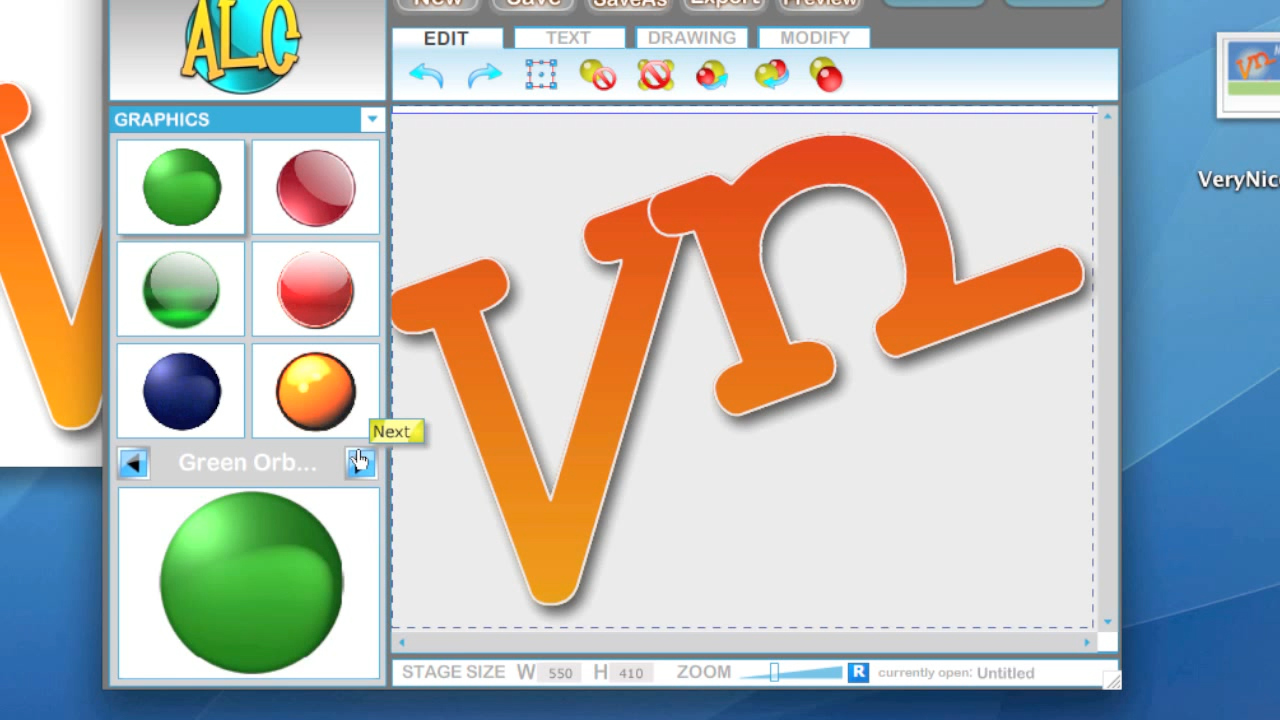 New Save SaveAs Export Preview
ALC
EDIT TEXT DRAWING MODIFY
GRAPHICS
Vn
Next
Green Orb...
STAGE SIZE W 550 H 410 ZOOM R currently open: Untitled